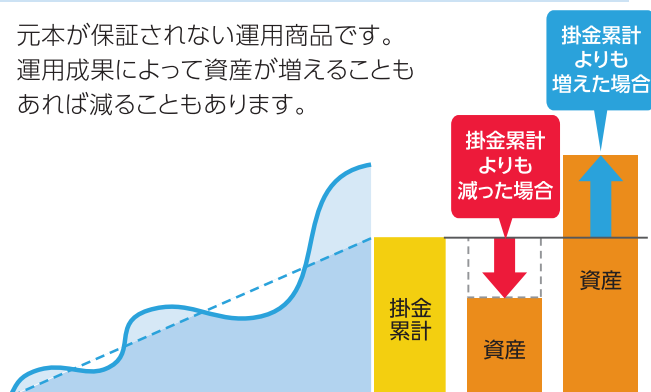 元本が保証されない運用商品です。
運用成果によって資産が増えることも
あれば減ることもあります。
掛金累計
よりも
増えた場合
掛金累計
よりも
減った場合
掛金
累計
資産
資産